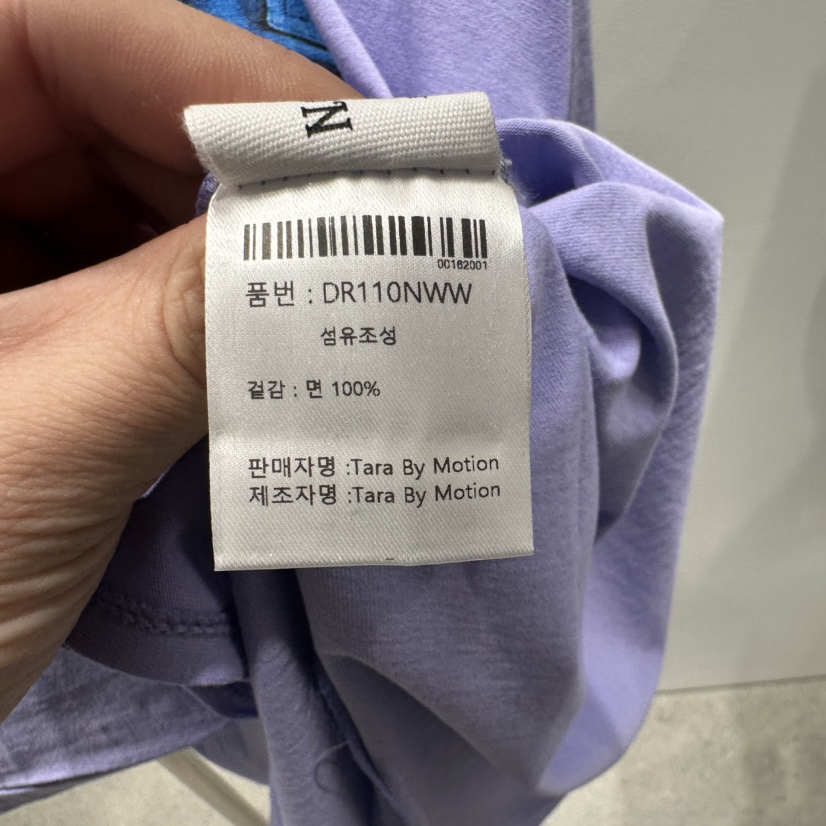 00162001
품번 : DR110NWW
섬유조성
겉감 : 면 100%
판매자명 :Tara By Motion
제조자명 :Tara By Motion